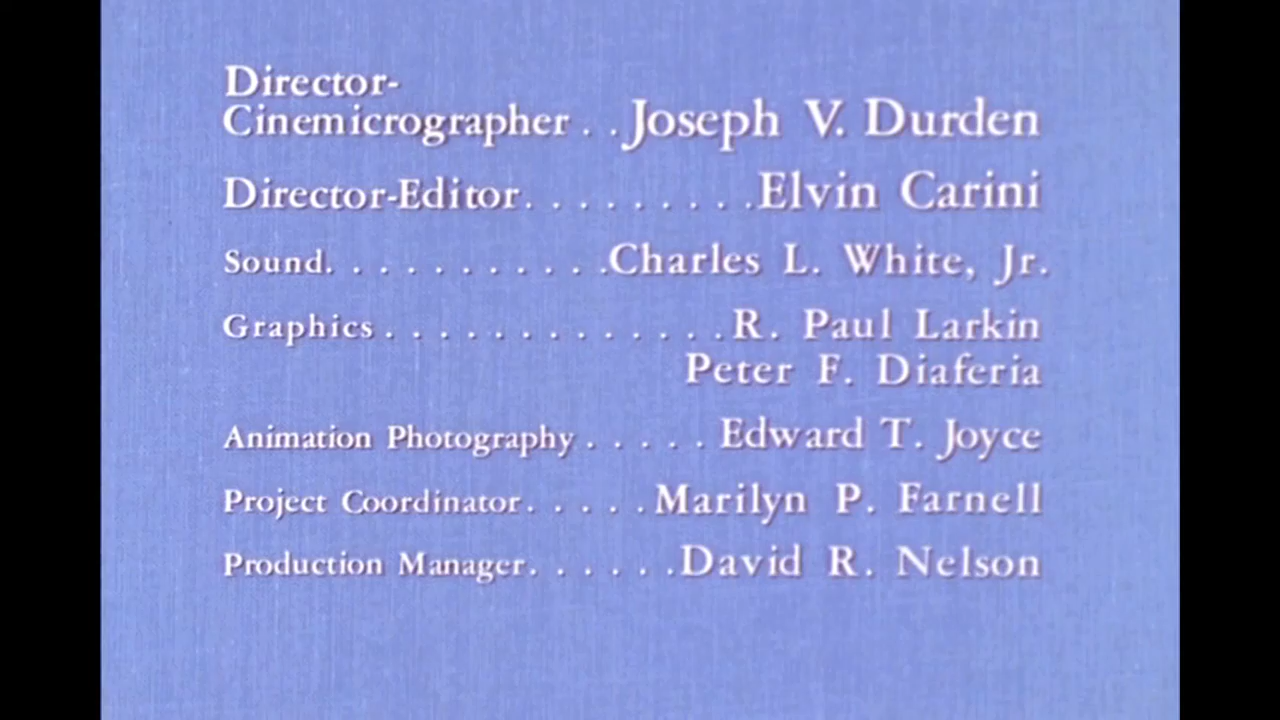 Director-
Cinemicrographer . . Joseph V. Durden
Director-Editor. . . . . . . . .Elvin Carini
Sound. . . . . . . . . . .Charles L. White, Jr.
Graphics . . . . . . . . . . . . .R. Paul Larkin
Peter F. Diaferia
Animation Photography . . . . . Edward T. Joyce
Project Coordinator. . . . .Marilyn P. Farnell
Production Manager. . . . . .David R. Nelson